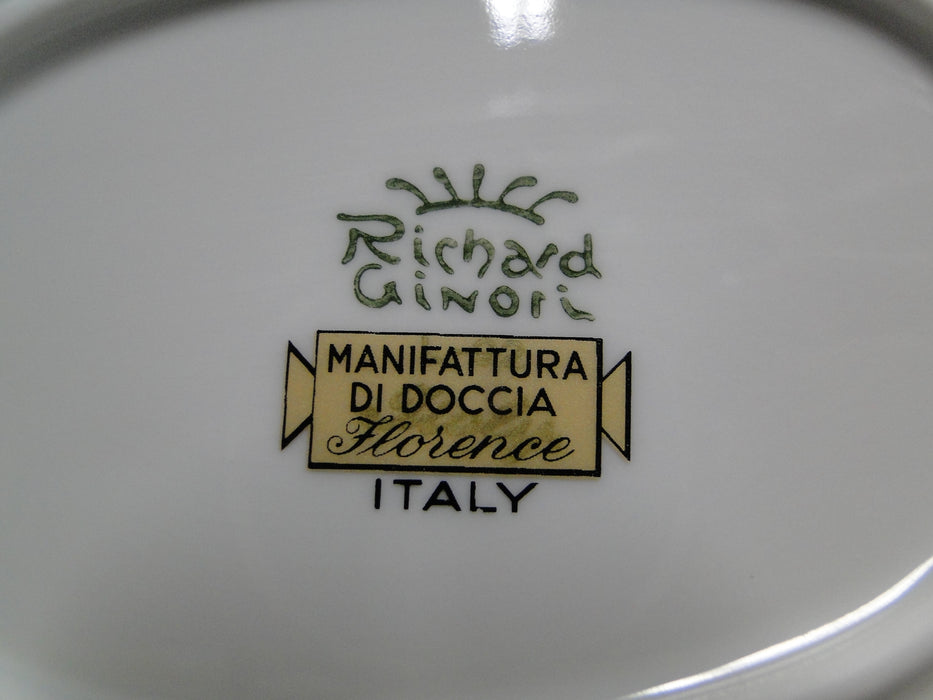 Richard
Ginori
MANIFATTURA
DI DOCCIA
Florence
ITALY